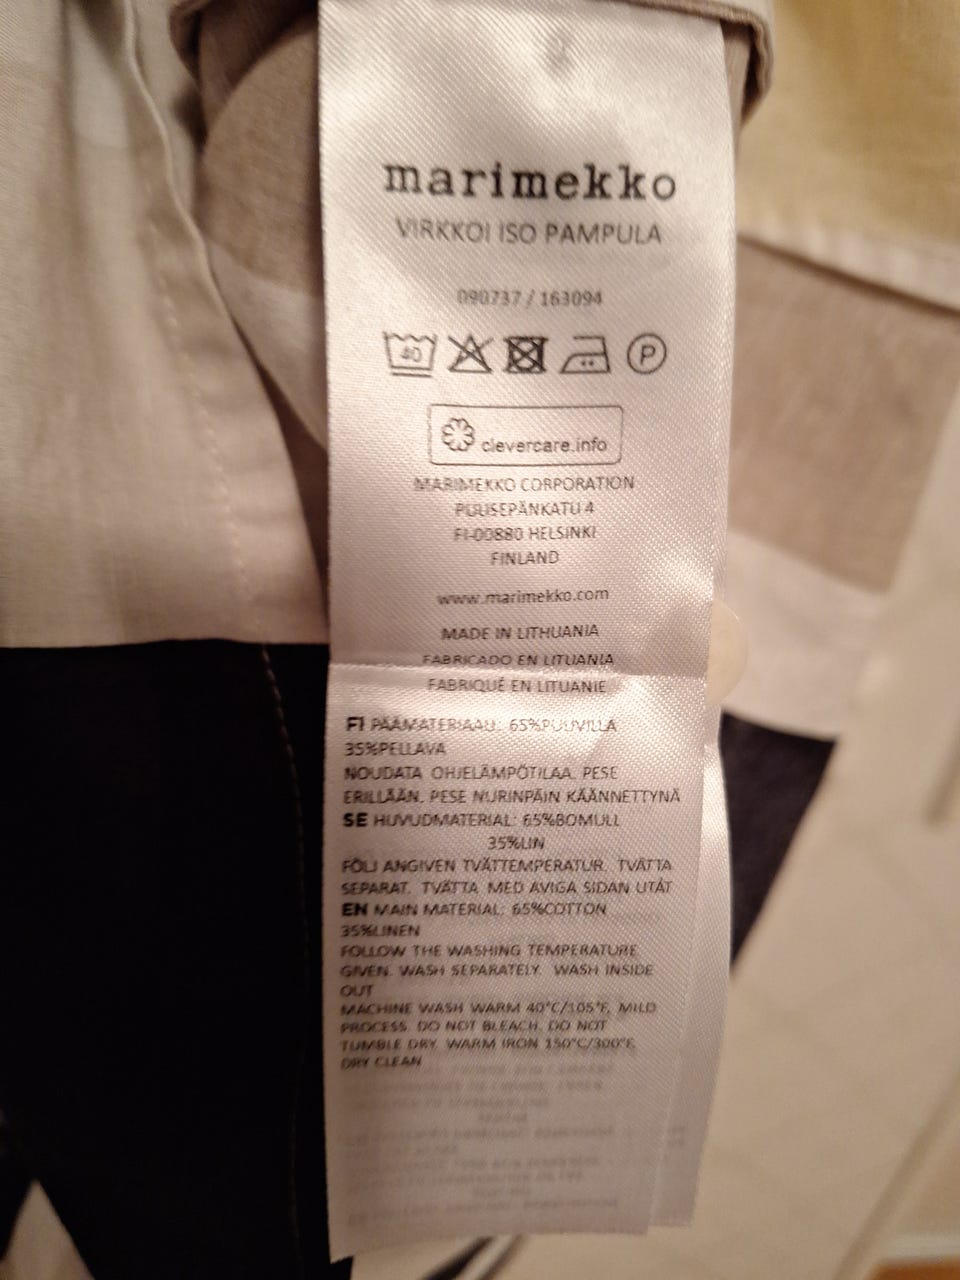 marimekko
VIRKKOI ISO PAMPULA
090737 / 163094
40 P
clevercare.info
MARIMEKKO CORPORATION
PUUSEPÄNKATU 4
FI-00880 HELSINKI
FINLAND
www.marimekko.com
MADE IN LITHUANIA
FABRICADO EN LITUANIA
FABRIQUÉ EN LITUANIE
FI PÄÄMATERIAALI: 65%PUUVILLA
35%PELLAVA
NOUDATA OHJELÄMPÖTILAA. PESE
ERILLÄÄN. PESE NURINPÄIN KÄÄNNETTYNÄ
SE HUVUDMATERIAL: 65%BOMULL
35%LIN
FÖLJ ANGIVEN TVÄTTEMPERATUR. TVÄTTA
SEPARAT. TVÄTTA MED AVIGA SIDAN UTÅT
EN MAIN MATERIAL: 65%COTTON
35%LINEN
FOLLOW THE WASHING TEMPERATURE
GIVEN. WASH SEPARATELY. WASH INSIDE
OUT
MACHINE WASH WARM 40°C/105°F, MILD
PROCESS. DO NOT BLEACH. DO NOT
TUMBLE DRY. WARM IRON 150°C/300°F,
DRY CLEAN